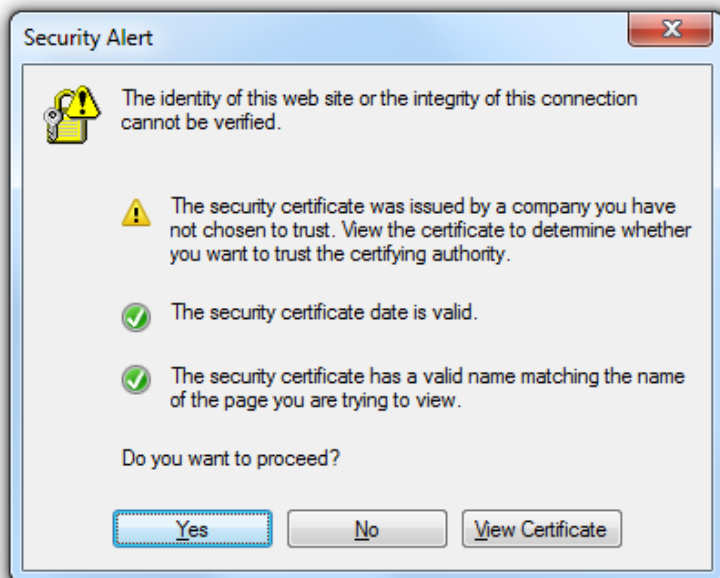 Security Alert
The identity of this web site or the integrity of this connection
cannot be verified.
The security certificate was issued by a company you have
not chosen to trust. View the certificate to determine whether
you want to trust the certifying authority.
The security certificate date is valid.
The security certificate has a valid name matching the name
of the page you are trying to view.
Do you want to proceed?
Yes No View Certificate